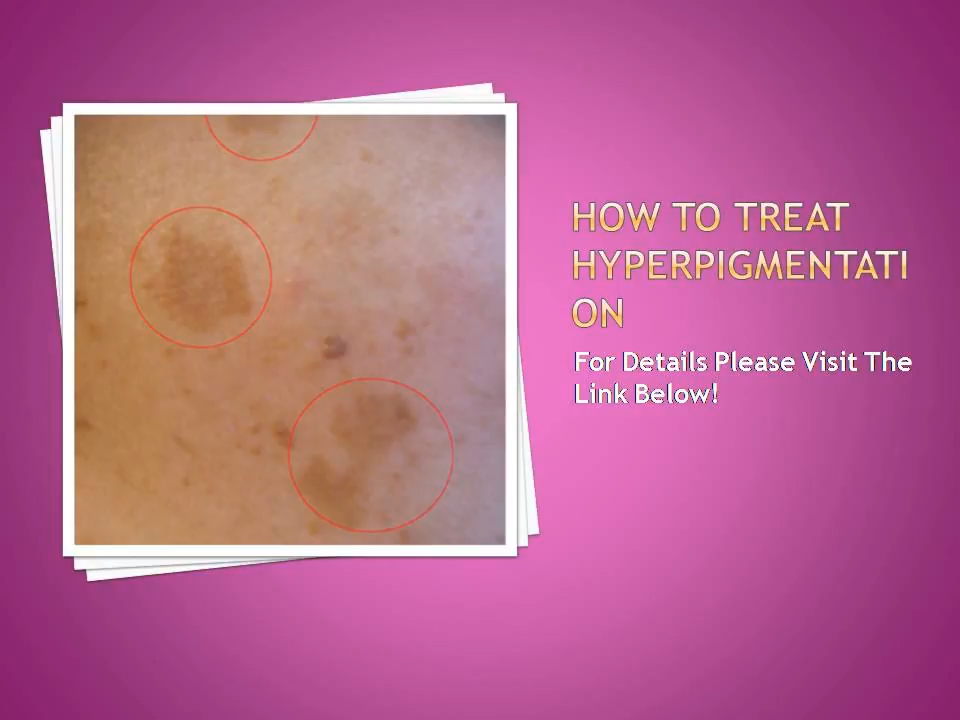 HOW TO TREAT
HYPERPIGMENTATI
ON
For Details Please Visit The
Link Below!